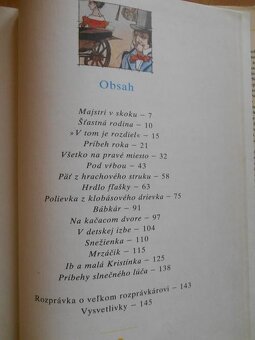 Obsah
Majstri v skoku – 7
Šťastná rodina – 10
»V tom je rozdiel« – 15
Príbeh roka – 21
Všetko na pravé miesto – 32
Pod vŕbou – 43
Päť z hrachového struku – 58
Hrdlo fľašky – 63
Polievka z klobásového drievka – 75
Bábkár – 91
Na kačacom dvore – 97
V detskej izbe – 104
Snežienka – 110
Mrzáčik – 115
Ib a malá Kristínka – 125
Príbehy slnečného lúča – 138
Rozprávka o veľkom rozprávkárovi – 143
Vysvetlivky – 145